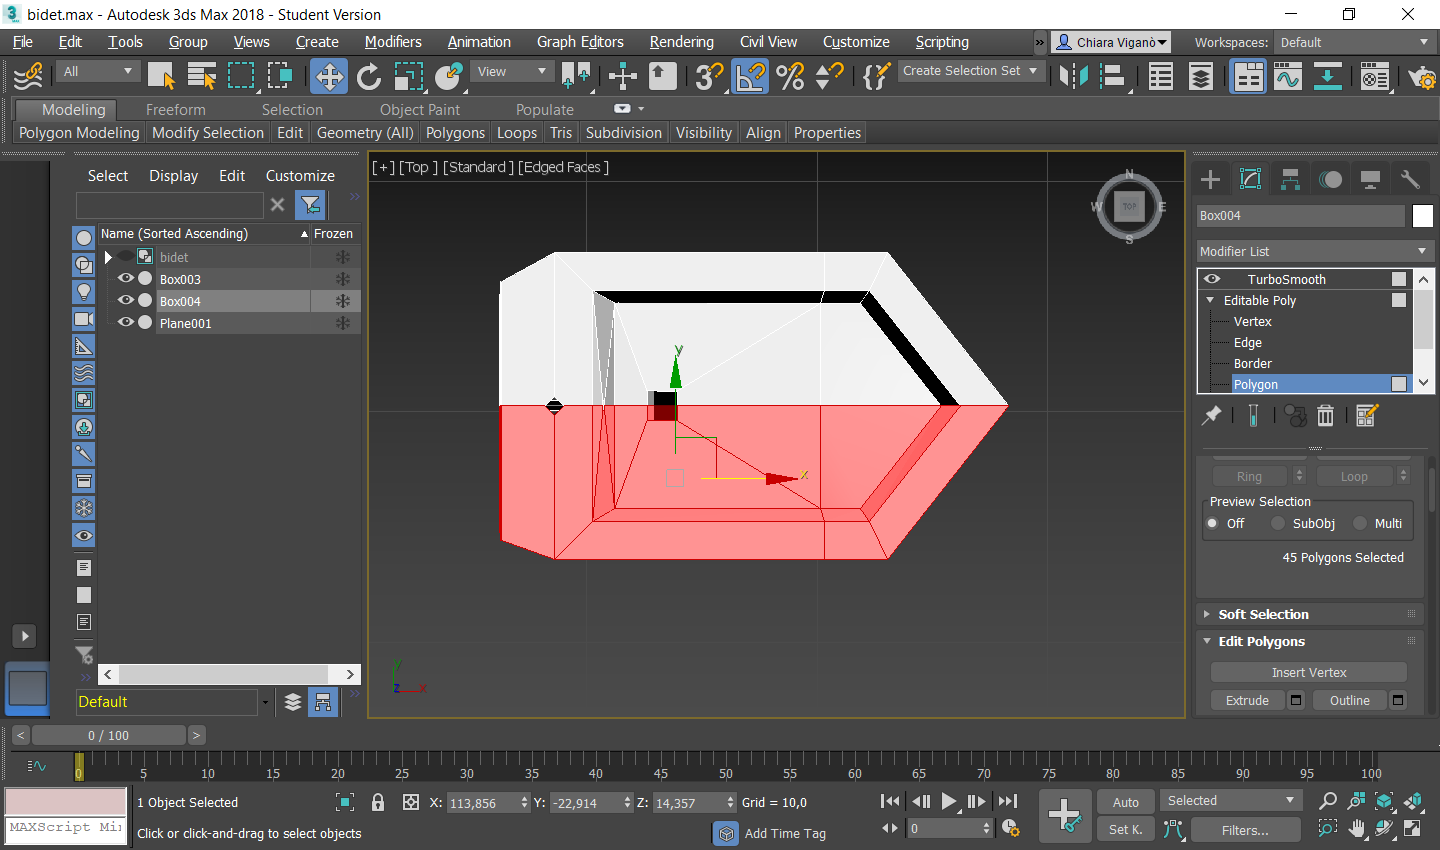 bidet.max - Autodesk 3ds Max 2018 - Student Version
File Edit Tools Group Views Create Modifiers Animation Graph Editors Rendering Civil View Customize Scripting » Chiara Viganò Workspaces: Default
All View Create Selection Set
Modeling Freeform Selection Object Paint Populate
Polygon Modeling Modify Selection Edit Geometry (All) Polygons Loops Tris Subdivision Visibility Align Properties
Select Display Edit Customize
Name (Sorted Ascending) Frozen
bidet
Box003
Box004
Plane001
Default
[+] [Top ] [Standard ] [Edged Faces ]
N
W TOP E
S
y
x
y
z x
Box004
Modifier List
TurboSmooth
Editable Poly
Vertex
Edge
Border
Polygon
Ring Loop
Preview Selection
Off SubObj Multi
45 Polygons Selected
Soft Selection
Edit Polygons
Insert Vertex
Extrude Outline
< 0 / 100 >
0 5 10 15 20 25 30 35 40 45 50 55 60 65 70 75 80 85 90 95 100
1 Object Selected X: 113,856 Y: -22,914 Z: 14,357 Grid = 10,0 Auto Selected
MAXScript Mi
Click or click-and-drag to select objects Add Time Tag 0 Set K. Filters...